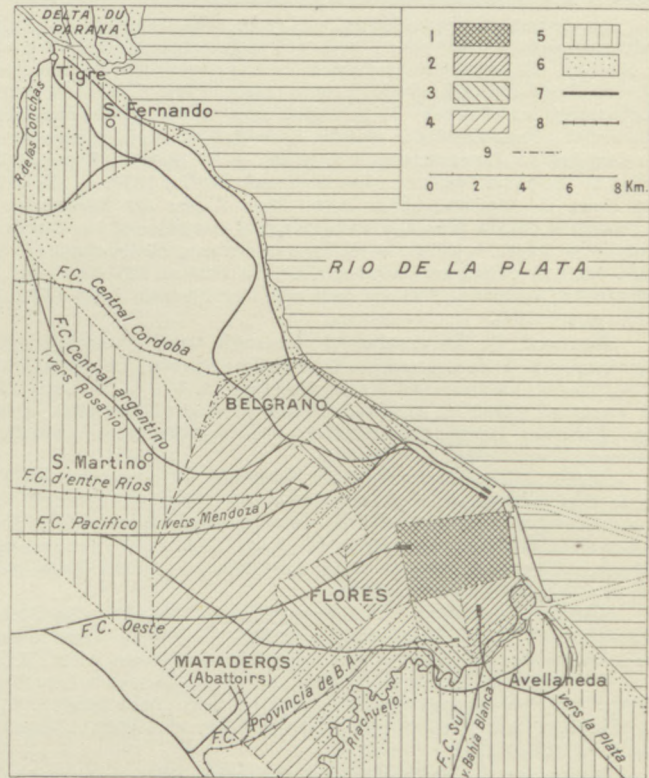 DELTA DU
PARANA
Tigre
S. Fernando
R. de las Conchas
1 5
2 6
3 7
4 8
9
0 2 4 6 8 Km.
RIO DE LA PLATA
F.C. Central Cordoba
F.C. Central argentino
(vers Rosario)
BELGRANO
S. Martino
F.C. d'entre Rios
F.C. Pacifico (vers Mendoza)
FLORES
F.C. Oeste
MATADEROS
(Abattoirs)
F.C. Provincia de B.A.
Riachuelo
Avellaneda
F.C. Sul
v. Bahia Blanca
vers la Plata